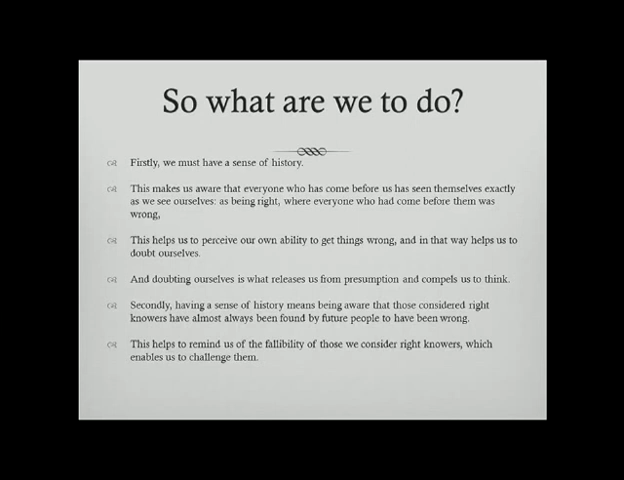 So what are we to do?
Firstly, we must have a sense of history.
This makes us aware that everyone who has come before us has seen themselves exactly
as we see ourselves: as being right, where everyone who had come before them was
wrong,
This helps us to perceive our own ability to get things wrong, and in that way helps us to
doubt ourselves.
And doubting ourselves is what releases us from presumption and compels us to think.
Secondly, having a sense of history means being aware that those considered right
knowers have almost always been found by future people to have been wrong.
This helps to remind us of the fallibility of those we consider right knowers, which
enables us to challenge them.